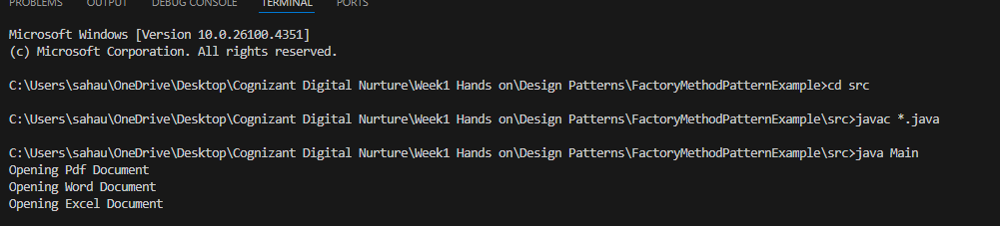 PROBLEMS OUTPUT DEBUG CONSOLE TERMINAL PORTS
Microsoft Windows [Version 10.0.26100.4351]
(c) Microsoft Corporation. All rights reserved.
C:\Users\sahau\OneDrive\Desktop\Cognizant Digital Nurture\Week1 Hands on\Design Patterns\FactoryMethodPatternExample>cd src
C:\Users\sahau\OneDrive\Desktop\Cognizant Digital Nurture\Week1 Hands on\Design Patterns\FactoryMethodPatternExample\src>javac *.java
C:\Users\sahau\OneDrive\Desktop\Cognizant Digital Nurture\Week1 Hands on\Design Patterns\FactoryMethodPatternExample\src>java Main
Opening Pdf Document
Opening Word Document
Opening Excel Document